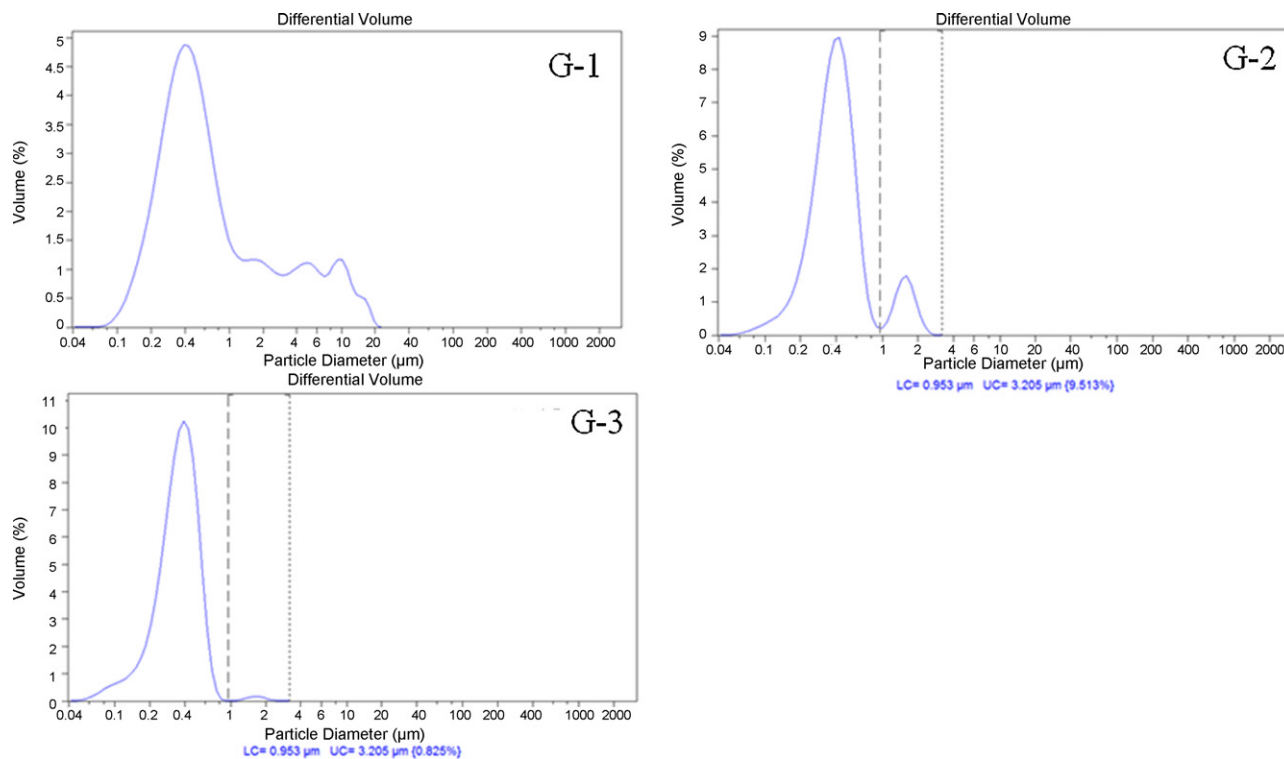 Differential Volume
G-1
Volume (%)
5
4.5
4
3.5
3
2.5
2
1.5
1
0.5
0
0.04 0.1 0.2 0.4 1 2 4 6 10 20 40 100 200 400 1000 2000
Particle Diameter (µm)
Differential Volume
G-2
Volume (%)
9
8
7
6
5
4
3
2
1
0
0.04 0.1 0.2 0.4 1 2 4 6 10 20 40 100 200 400 1000 2000
Particle Diameter (µm)
LC= 0.953 µm UC= 3.205 µm {9.513%}
Differential Volume
G-3
Volume (%)
11
10
9
8
7
6
5
4
3
2
1
0
0.04 0.1 0.2 0.4 1 2 4 6 10 20 40 100 200 400 1000 2000
Particle Diameter (µm)
LC= 0.953 µm UC= 3.205 µm {0.825%}